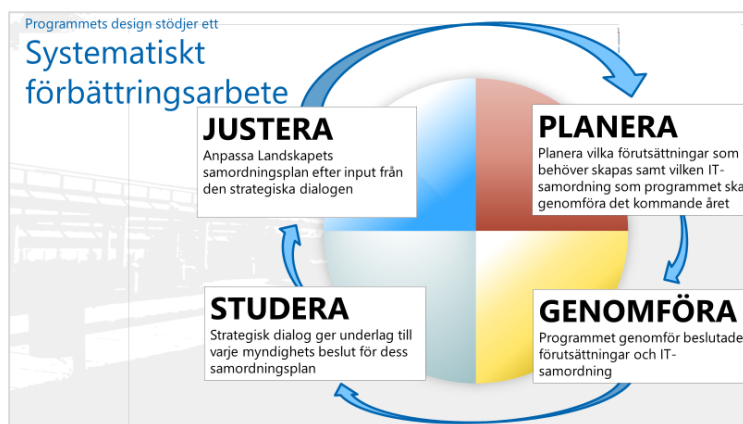 Programmets design stödjer ett
Systematiskt
förbättringsarbete
JUSTERA
Anpassa Landskapets
samordningsplan efter input från
den strategiska dialogen
PLANERA
Planera vilka förutsättningar som
behöver skapas samt vilken IT-
samordning som programmet ska
genomföra det kommande året
STUDERA
Strategisk dialog ger underlag till
varje myndighets beslut för dess
samordningsplan
GENOMFÖRA
Programmet genomför beslutade
förutsättningar och IT-
samordning